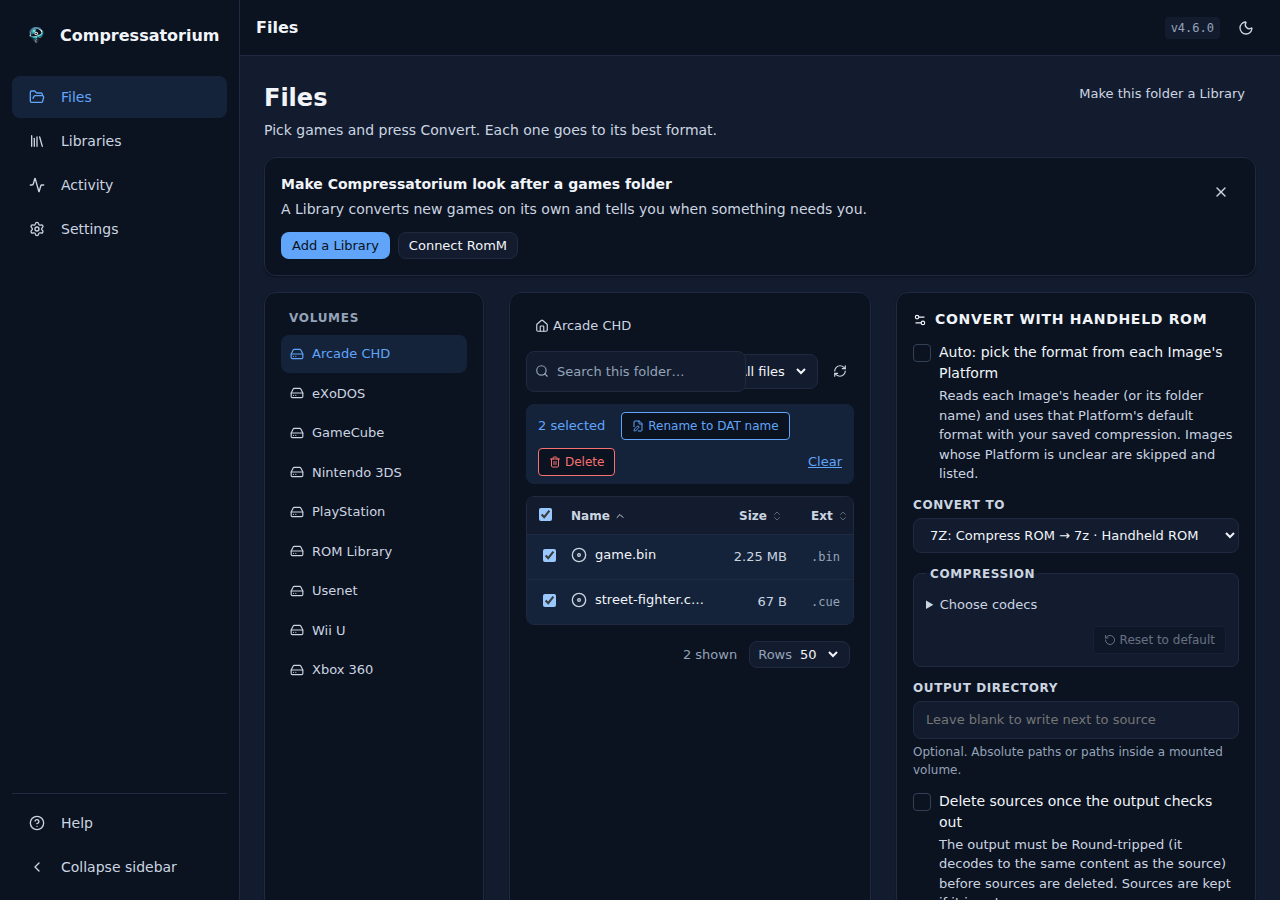 Compressatorium
Files
Libraries
Activity
Settings
Help
Collapse sidebar
Files
v4.6.0
Files
Make this folder a Library
Pick games and press Convert. Each one goes to its best format.
Make Compressatorium look after a games folder
A Library converts new games on its own and tells you when something needs you.
Add a Library
Connect RomM
VOLUMES
Arcade CHD
eXoDOS
GameCube
Nintendo 3DS
PlayStation
ROM Library
Usenet
Wii U
Xbox 360
Arcade CHD
Search this folder…
ll files
2 selected
Rename to DAT name
Delete
Clear
Name
Size
Ext
game.bin
2.25 MB
.bin
street-fighter.c…
67 B
.cue
2 shown
Rows 50
CONVERT WITH HANDHELD ROM
Auto: pick the format from each Image's
Platform
Reads each Image's header (or its folder
name) and uses that Platform's default
format with your saved compression. Images
whose Platform is unclear are skipped and
listed.
CONVERT TO
7Z: Compress ROM → 7z · Handheld ROM
COMPRESSION
Choose codecs
Reset to default
OUTPUT DIRECTORY
Leave blank to write next to source
Optional. Absolute paths or paths inside a mounted
volume.
Delete sources once the output checks
out
The output must be Round-tripped (it
decodes to the same content as the source)
before sources are deleted. Sources are kept